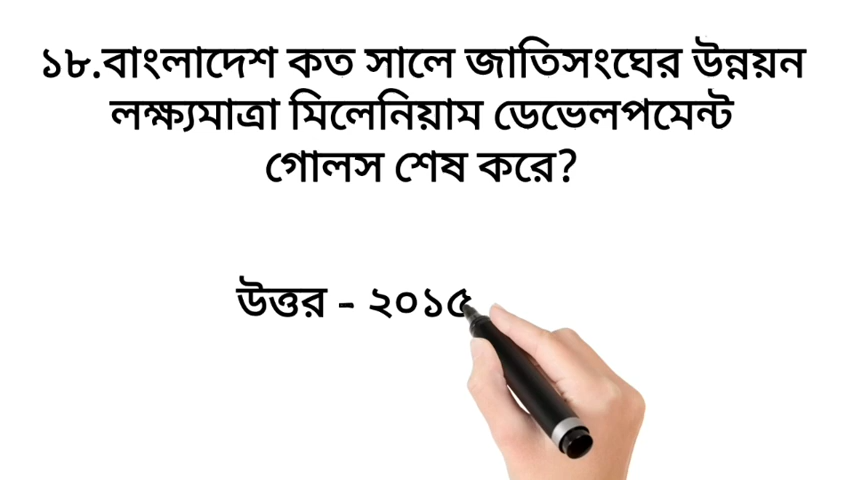 ১৮.বাংলাদেশ কত সালে জাতিসংঘের উন্নয়ন
লক্ষ্যমাত্রা মিলেনিয়াম ডেভেলপমেন্ট
গোলস শেষ করে?
উত্তর - ২০১৫